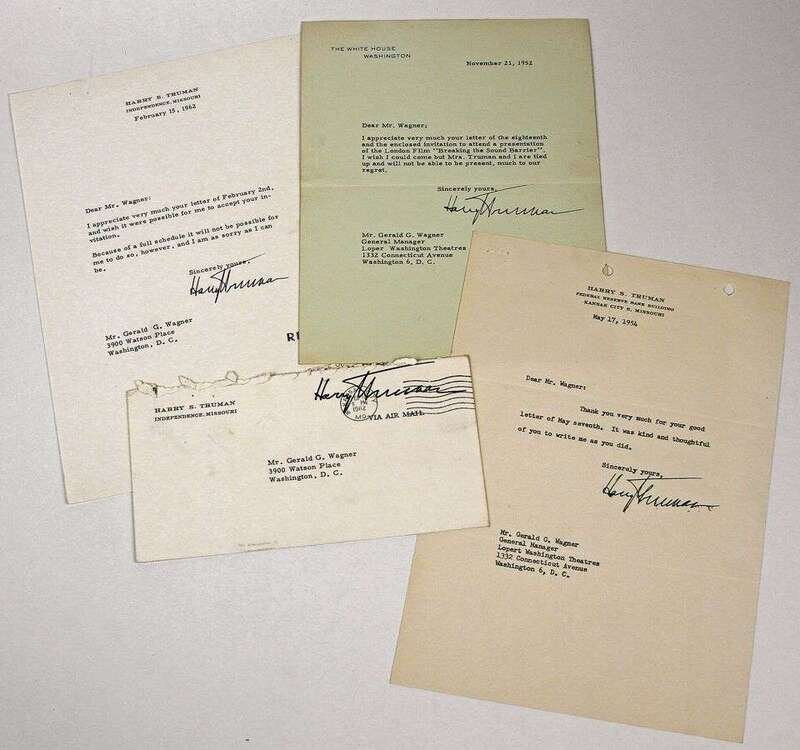 HARRY S. TRUMAN
INDEPENDENCE, MISSOURI
February 15, 1962
Dear Mr. Wagner:
I appreciate very much your letter of February 2nd,
and wish it were possible for me to accept your in-
vitation.
Because of a full schedule it will not be possible for
me to do so, however, and I am as sorry as I can
be.
Sincerely yours,
Harry Truman
Mr. Gerald G. Wagner
3900 Watson Place
Washington, D. C.
THE WHITE HOUSE
WASHINGTON
November 21, 1952
Dear Mr. Wagner:
I appreciate very much your letter of the eighteenth
and the enclosed invitation to attend a presentation
of the London Film "Breaking the Sound Barrier".
I wish I could come but Mrs. Truman and I are tied
up and will not be able to be present, much to our
regret.
Sincerely yours,
Harry Truman
Mr. Gerald G. Wagner
General Manager
Loper Washington Theatres
1332 Connecticut Avenue
Washington 6, D. C.
HARRY S. TRUMAN
FEDERAL RESERVE BANK BUILDING
KANSAS CITY 6, MISSOURI
May 17, 1954
Dear Mr. Wagner:
Thank you very much for your good
letter of May seventh. It was kind and thoughtful
of you to write me as you did.
Sincerely yours,
Harry Truman
Mr. Gerald G. Wagner
General Manager
Lopert Washington Theatres
1332 Connecticut Avenue
Washington 6, D. C.
Harry Truman
HARRY S. TRUMAN
INDEPENDENCE, MISSOURI
PM
1962
MO.
VIA AIR MAIL
Mr. Gerald G. Wagner
3900 Watson Place
Washington, D. C.